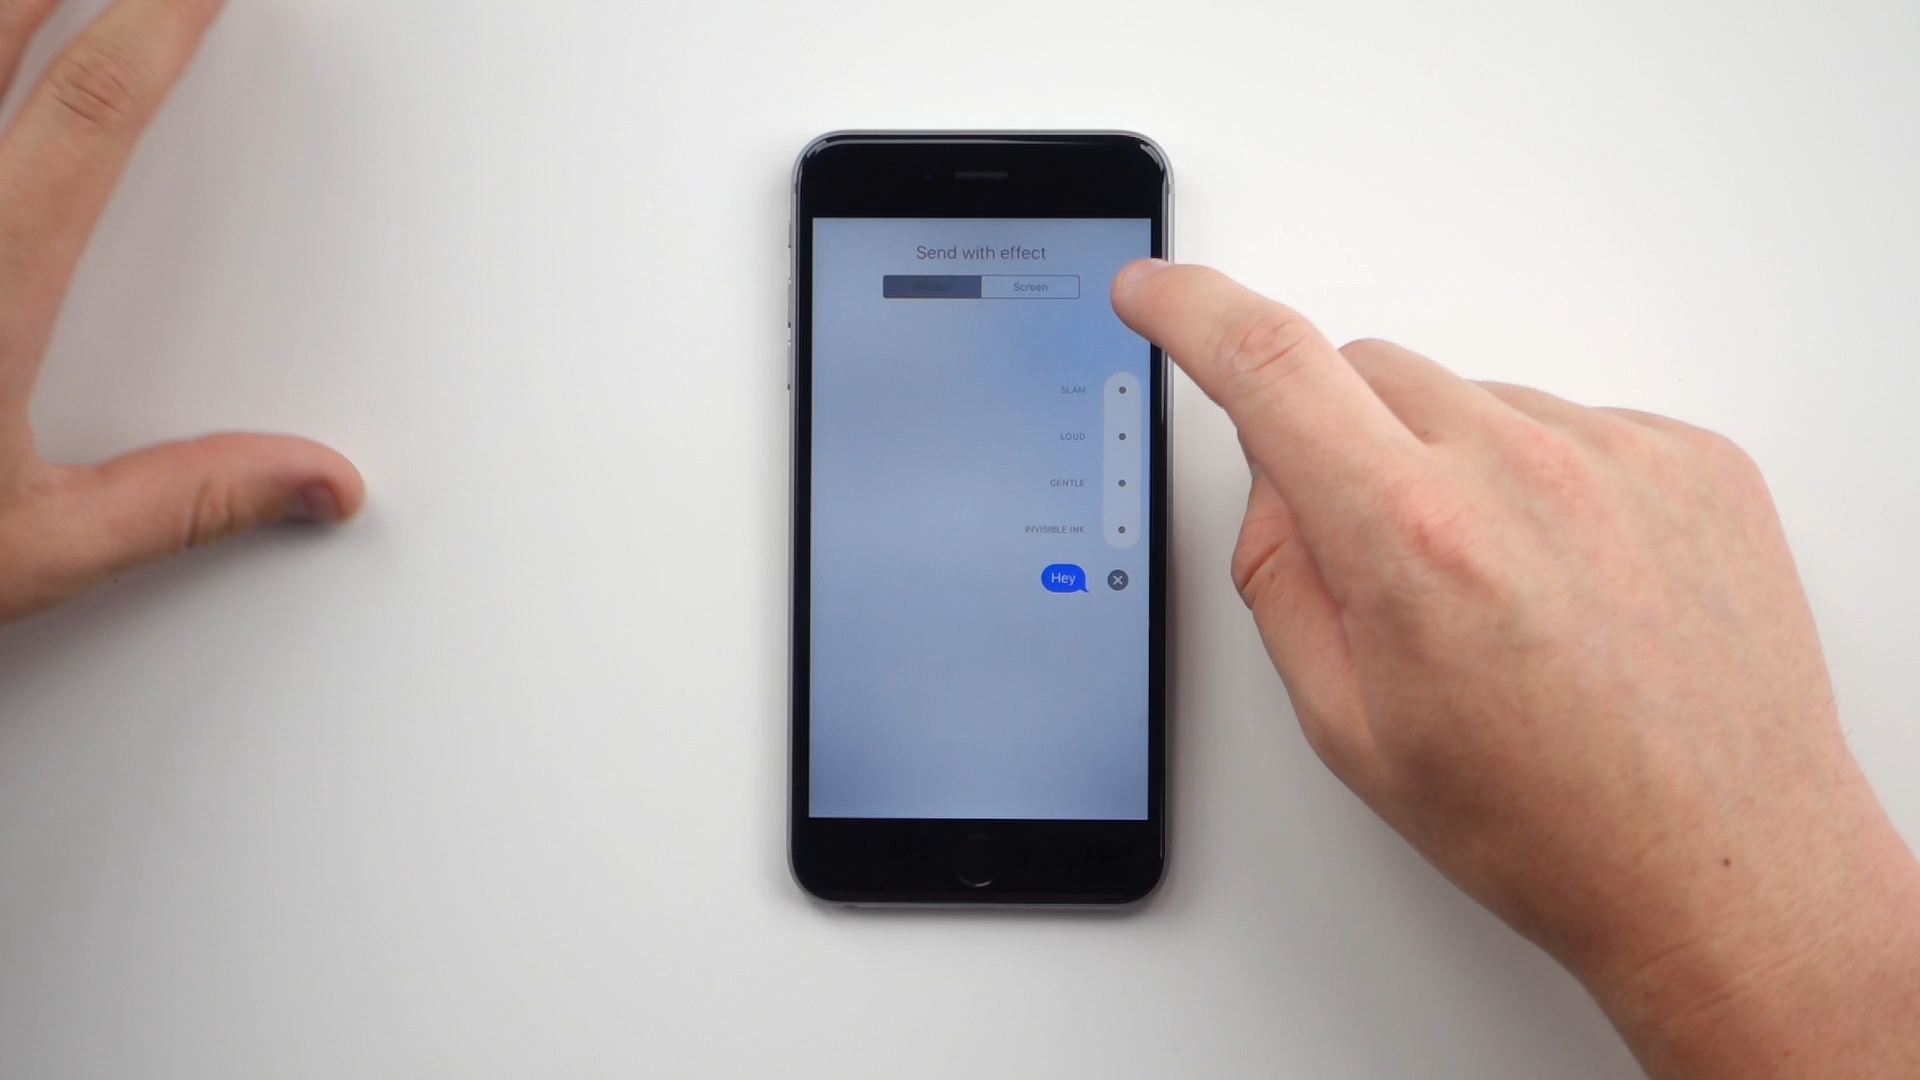 Send with effect
Screen
SLAM
LOUD
GENTLE
INVISIBLE INK
Hey